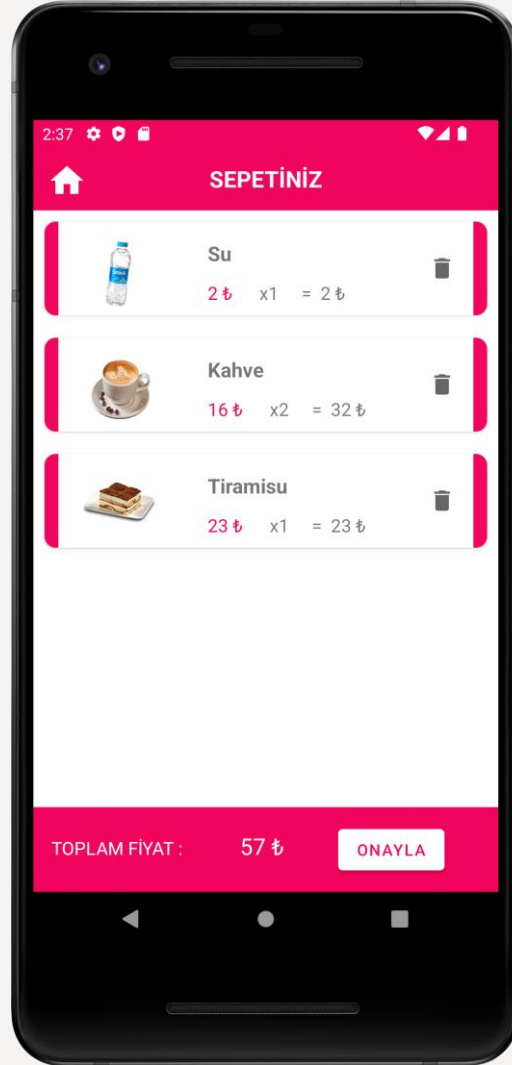 2:37
SEPETİNİZ
Su
2 ₺ x1 = 2 ₺
Kahve
16 ₺ x2 = 32 ₺
Tiramisu
23 ₺ x1 = 23 ₺
TOPLAM FİYAT : 57 ₺ ONAYLA